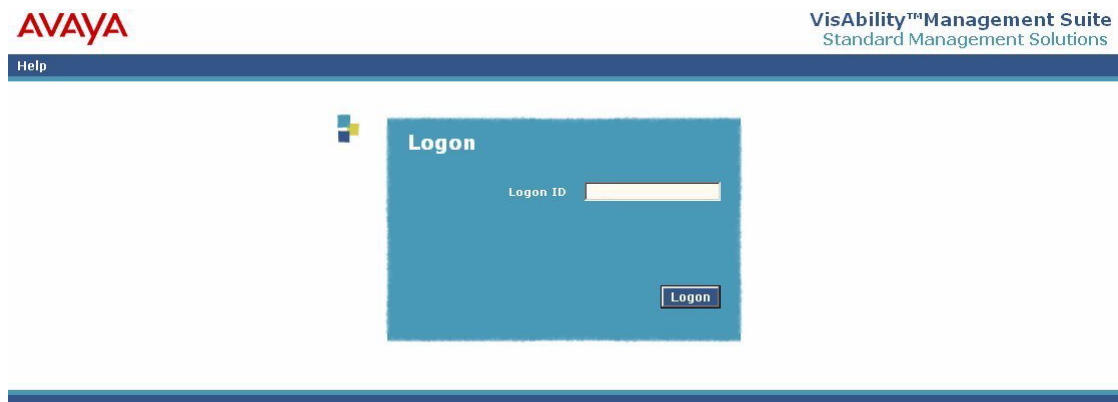 AVAYA
VisAbility™Management Suite
Standard Management Solutions
Help
Logon
Logon ID
Logon